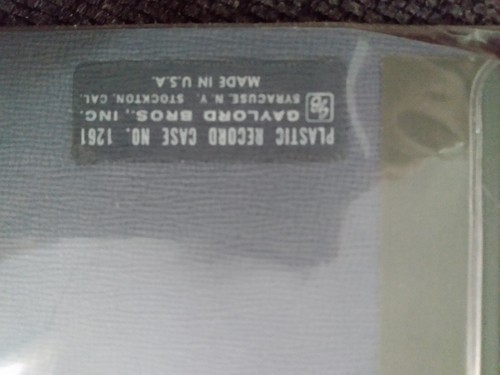 PLASTIC RECORD CASE NO. 1261
GAYLORD BROS., INC.
SYRACUSE, N.Y. STOCKTON, CAL.
MADE IN U.S.A.